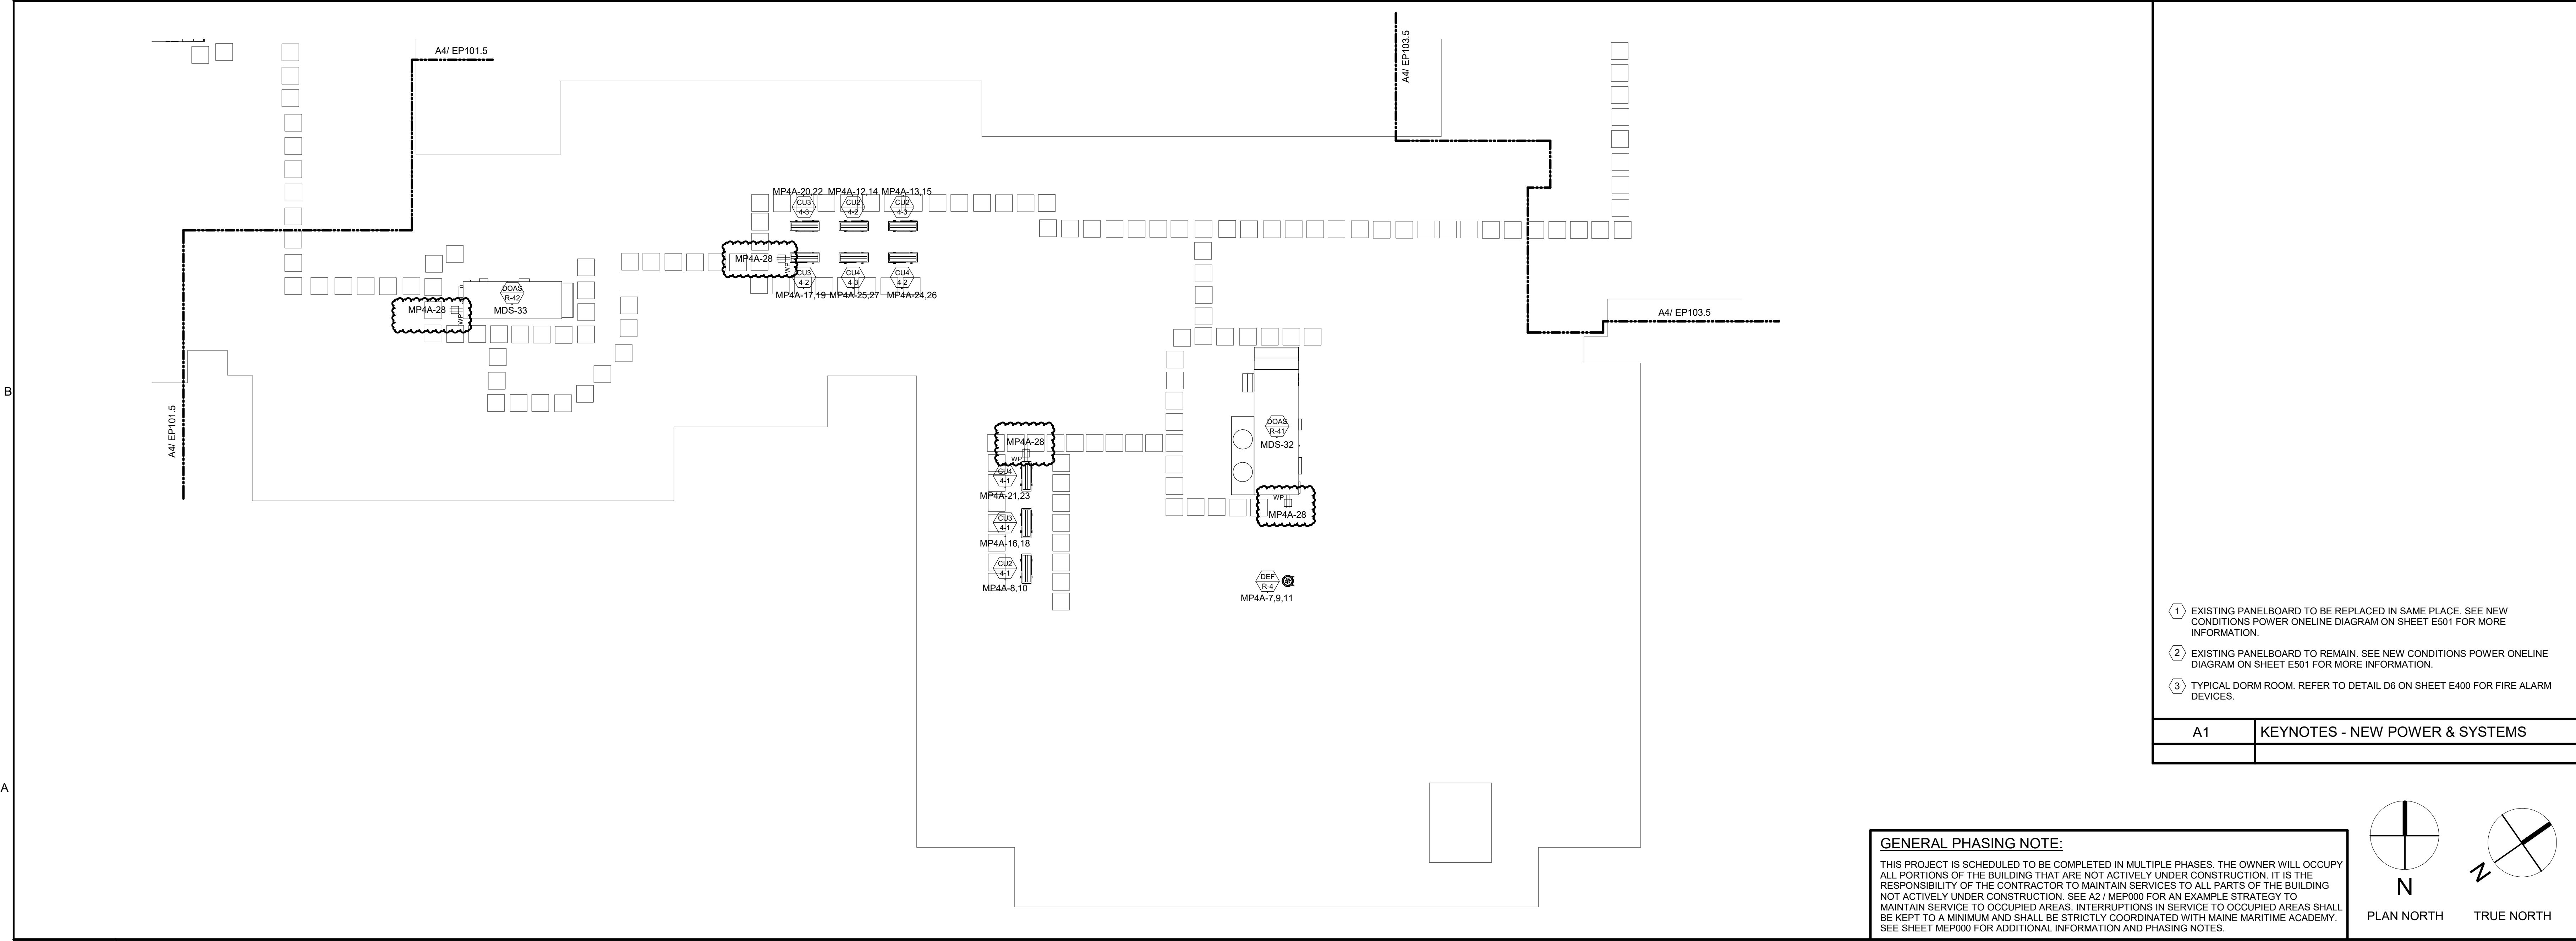 A4/ EP101.5
A4/ EP103.5
MP4A-20,22 MP4A-12,14 MP4A-13,15
CU3
4-3
CU2
4-2
CU2
4-3
MP4A-28
WP
CU3
4-2
CU4
4-3
CU4
4-2
MP4A-17,19 MP4A-25,27 MP4A-24,26
DOAS
R-42
MP4A-28
WP
MDS-33
A4/ EP103.5
B
A4/ EP101.5
MP4A-28
WP
CU4
4-1
MP4A-21,23
CU3
4-1
MP4A-16,18
CU2
4-1
MP4A-8,10
DOAS
R-41
MDS-32
WP
MP4A-28
DEF
R-4
MP4A-7,9,11
1 EXISTING PANELBOARD TO BE REPLACED IN SAME PLACE. SEE NEW
CONDITIONS POWER ONELINE DIAGRAM ON SHEET E501 FOR MORE
INFORMATION.
2 EXISTING PANELBOARD TO REMAIN. SEE NEW CONDITIONS POWER ONELINE
DIAGRAM ON SHEET E501 FOR MORE INFORMATION.
3 TYPICAL DORM ROOM. REFER TO DETAIL D6 ON SHEET E400 FOR FIRE ALARM
DEVICES.
A1 KEYNOTES - NEW POWER & SYSTEMS
A
GENERAL PHASING NOTE:
THIS PROJECT IS SCHEDULED TO BE COMPLETED IN MULTIPLE PHASES. THE OWNER WILL OCCUPY
ALL PORTIONS OF THE BUILDING THAT ARE NOT ACTIVELY UNDER CONSTRUCTION. IT IS THE
RESPONSIBILITY OF THE CONTRACTOR TO MAINTAIN SERVICES TO ALL PARTS OF THE BUILDING
NOT ACTIVELY UNDER CONSTRUCTION. SEE A2 / MEP000 FOR AN EXAMPLE STRATEGY TO
MAINTAIN SERVICE TO OCCUPIED AREAS. INTERRUPTIONS IN SERVICE TO OCCUPIED AREAS SHALL
BE KEPT TO A MINIMUM AND SHALL BE STRICTLY COORDINATED WITH MAINE MARITIME ACADEMY.
SEE SHEET MEP000 FOR ADDITIONAL INFORMATION AND PHASING NOTES.
N
PLAN NORTH
N
TRUE NORTH